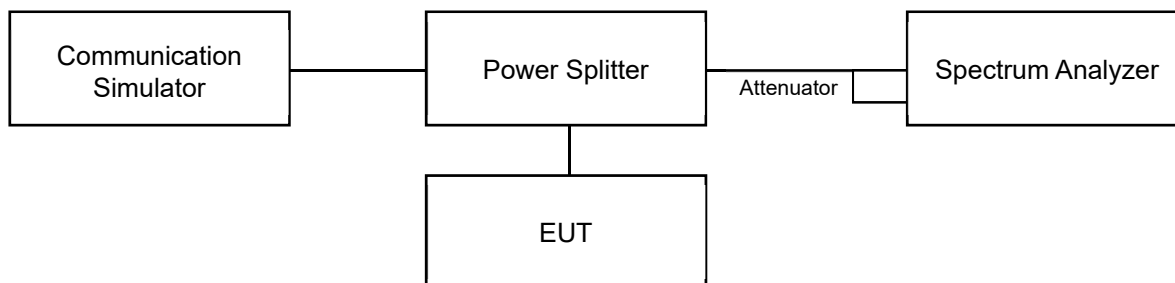 Communication
Simulator
Power Splitter
Attenuator
Spectrum Analyzer
EUT